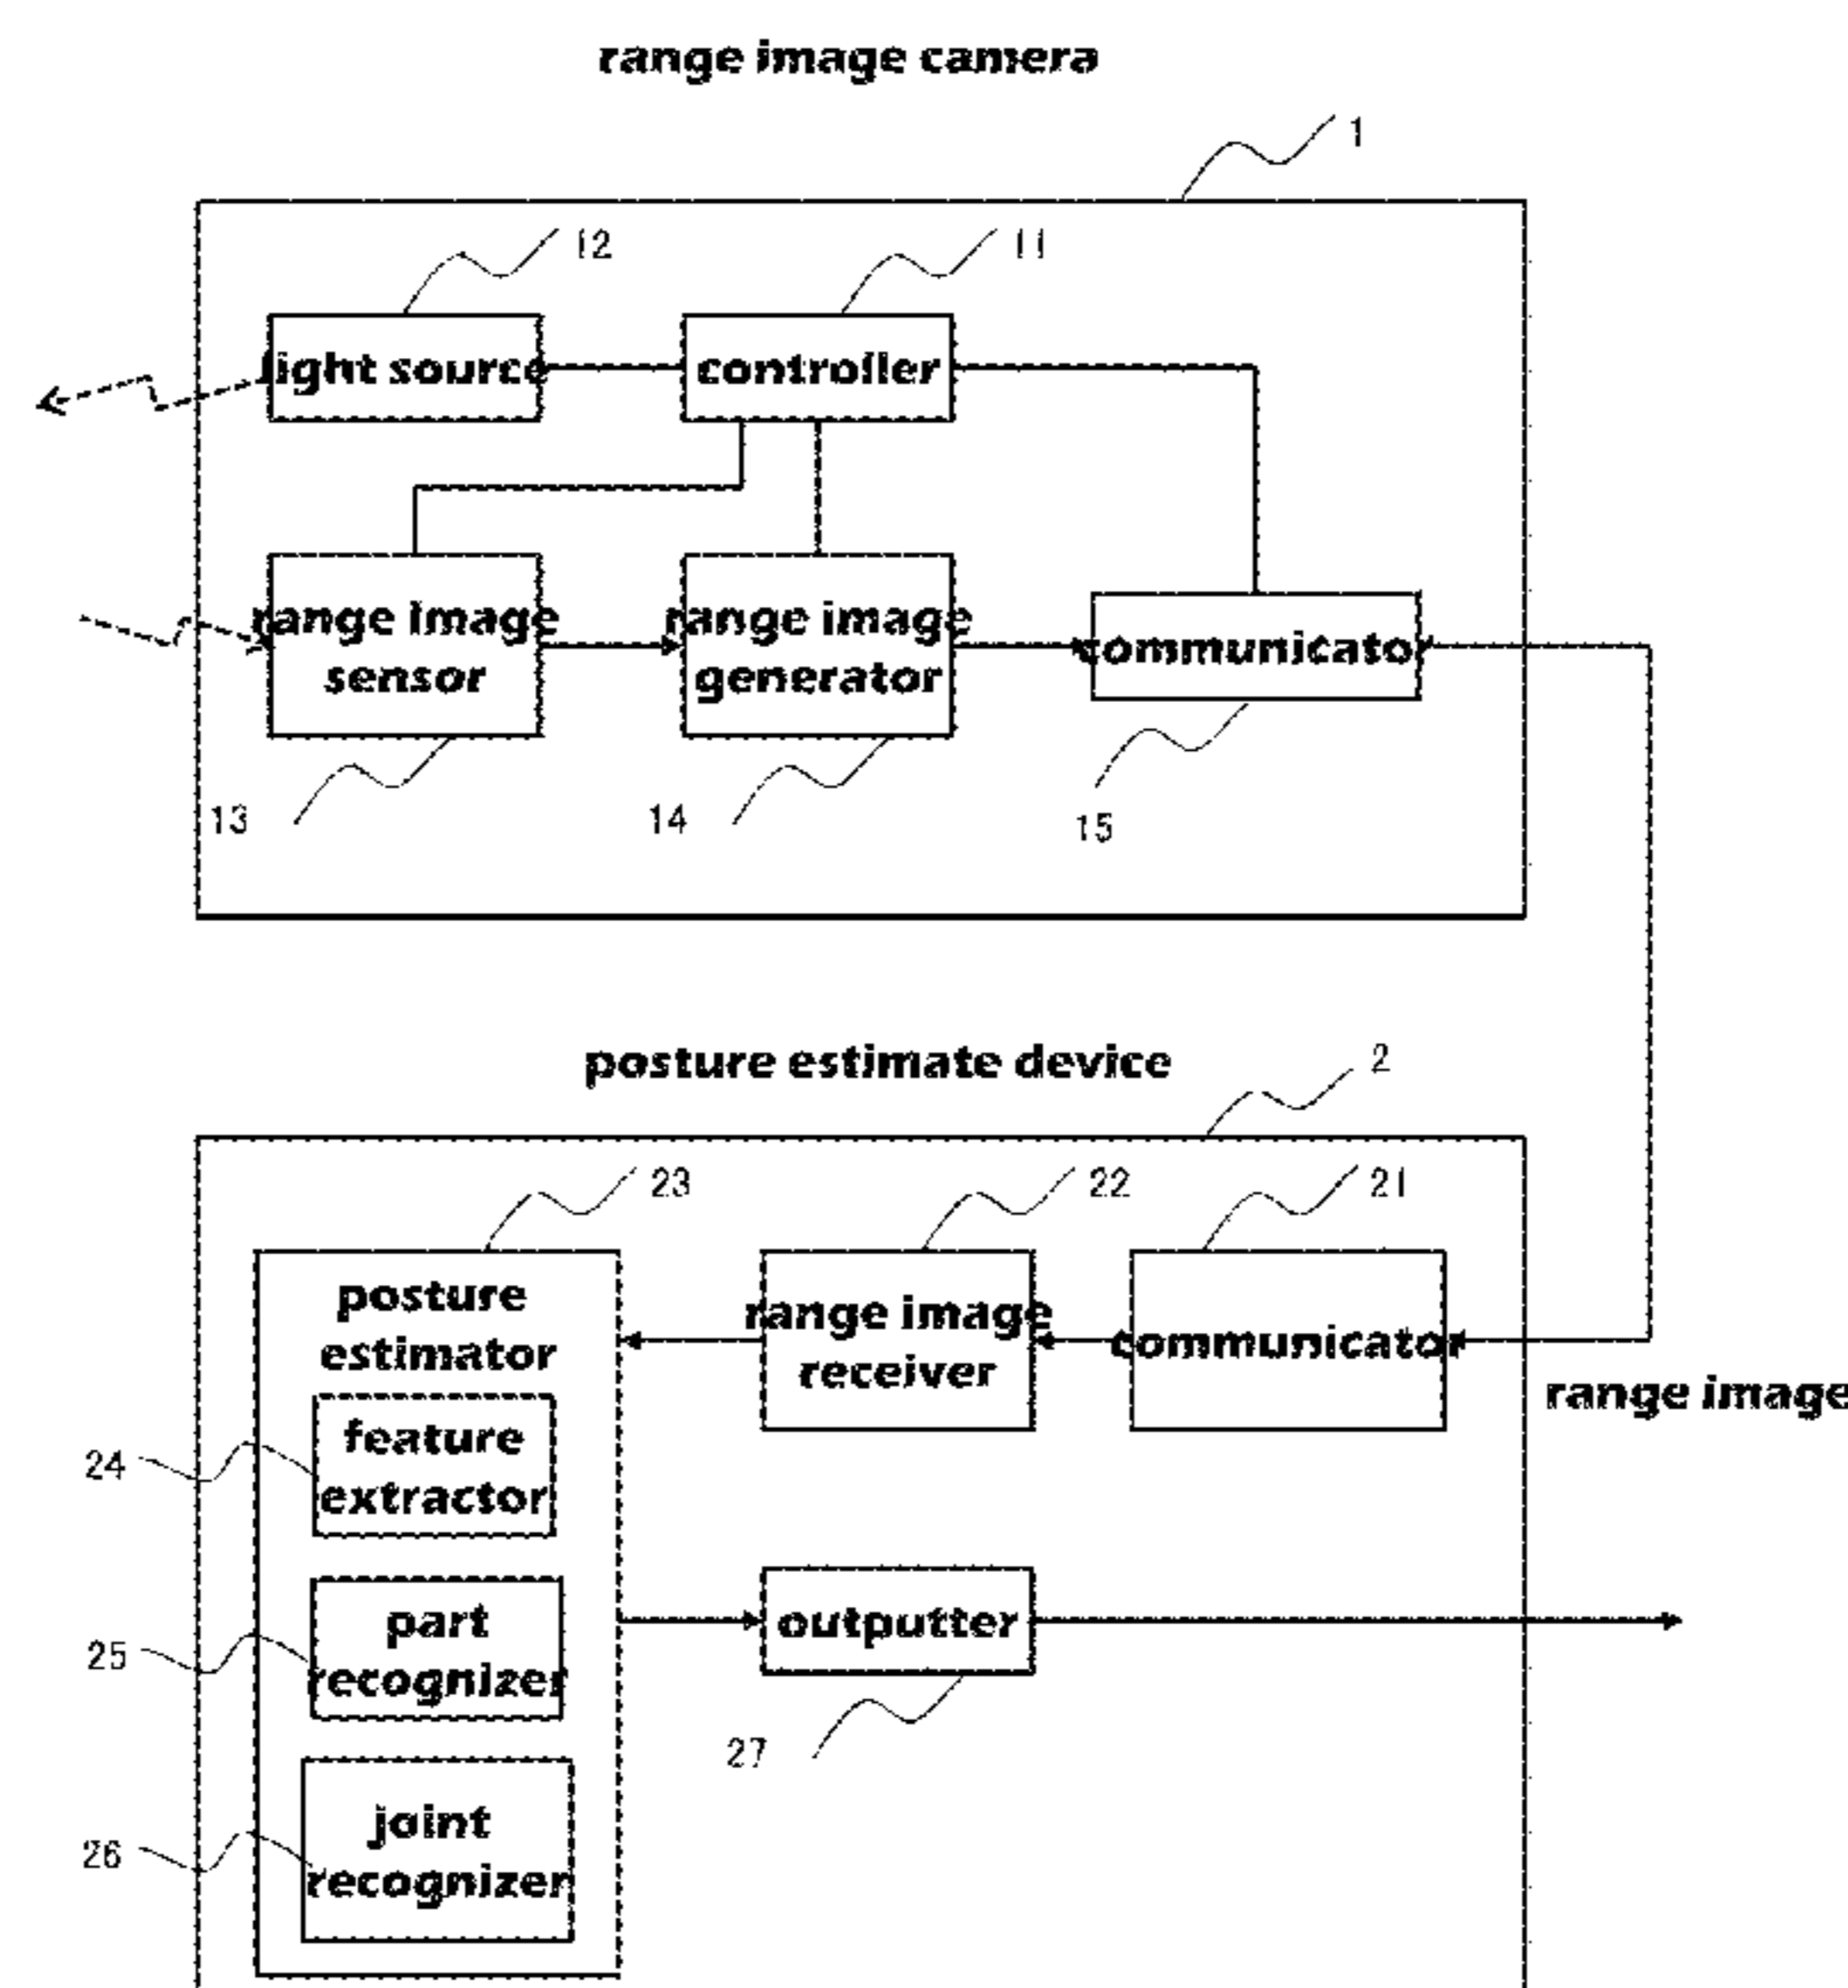 range image camera
1
12
11
light source
controller
range image
sensor
range image
generator
communicator
13
14
15
posture estimate device
2
23
22
21
posture
estimator
range image
receiver
communicator
range image
24
feature
extractor
25
part
recognizer
outputter
27
26
joint
recognizer